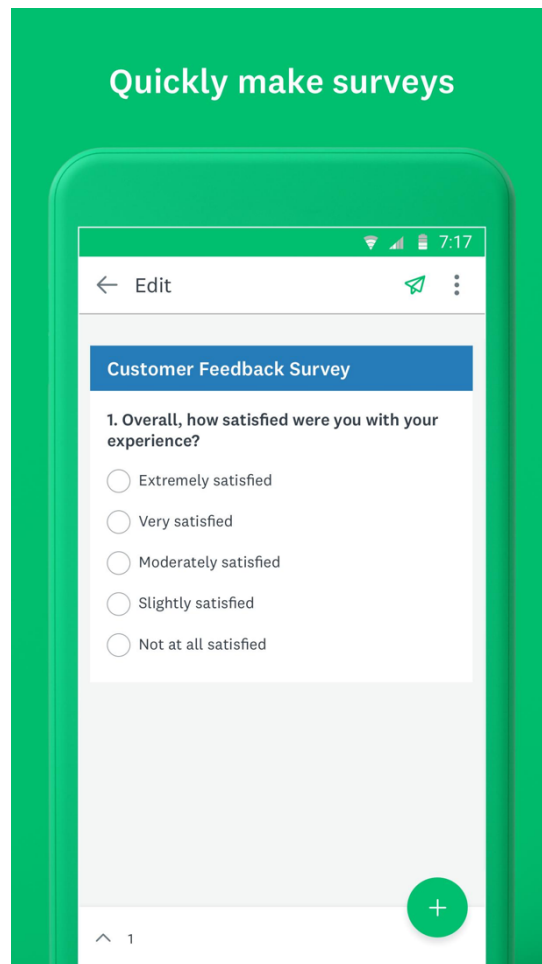 Quickly make surveys
7:17
Edit
Customer Feedback Survey
1. Overall, how satisfied were you with your
experience?
Extremely satisfied
Very satisfied
Moderately satisfied
Slightly satisfied
Not at all satisfied
+
1